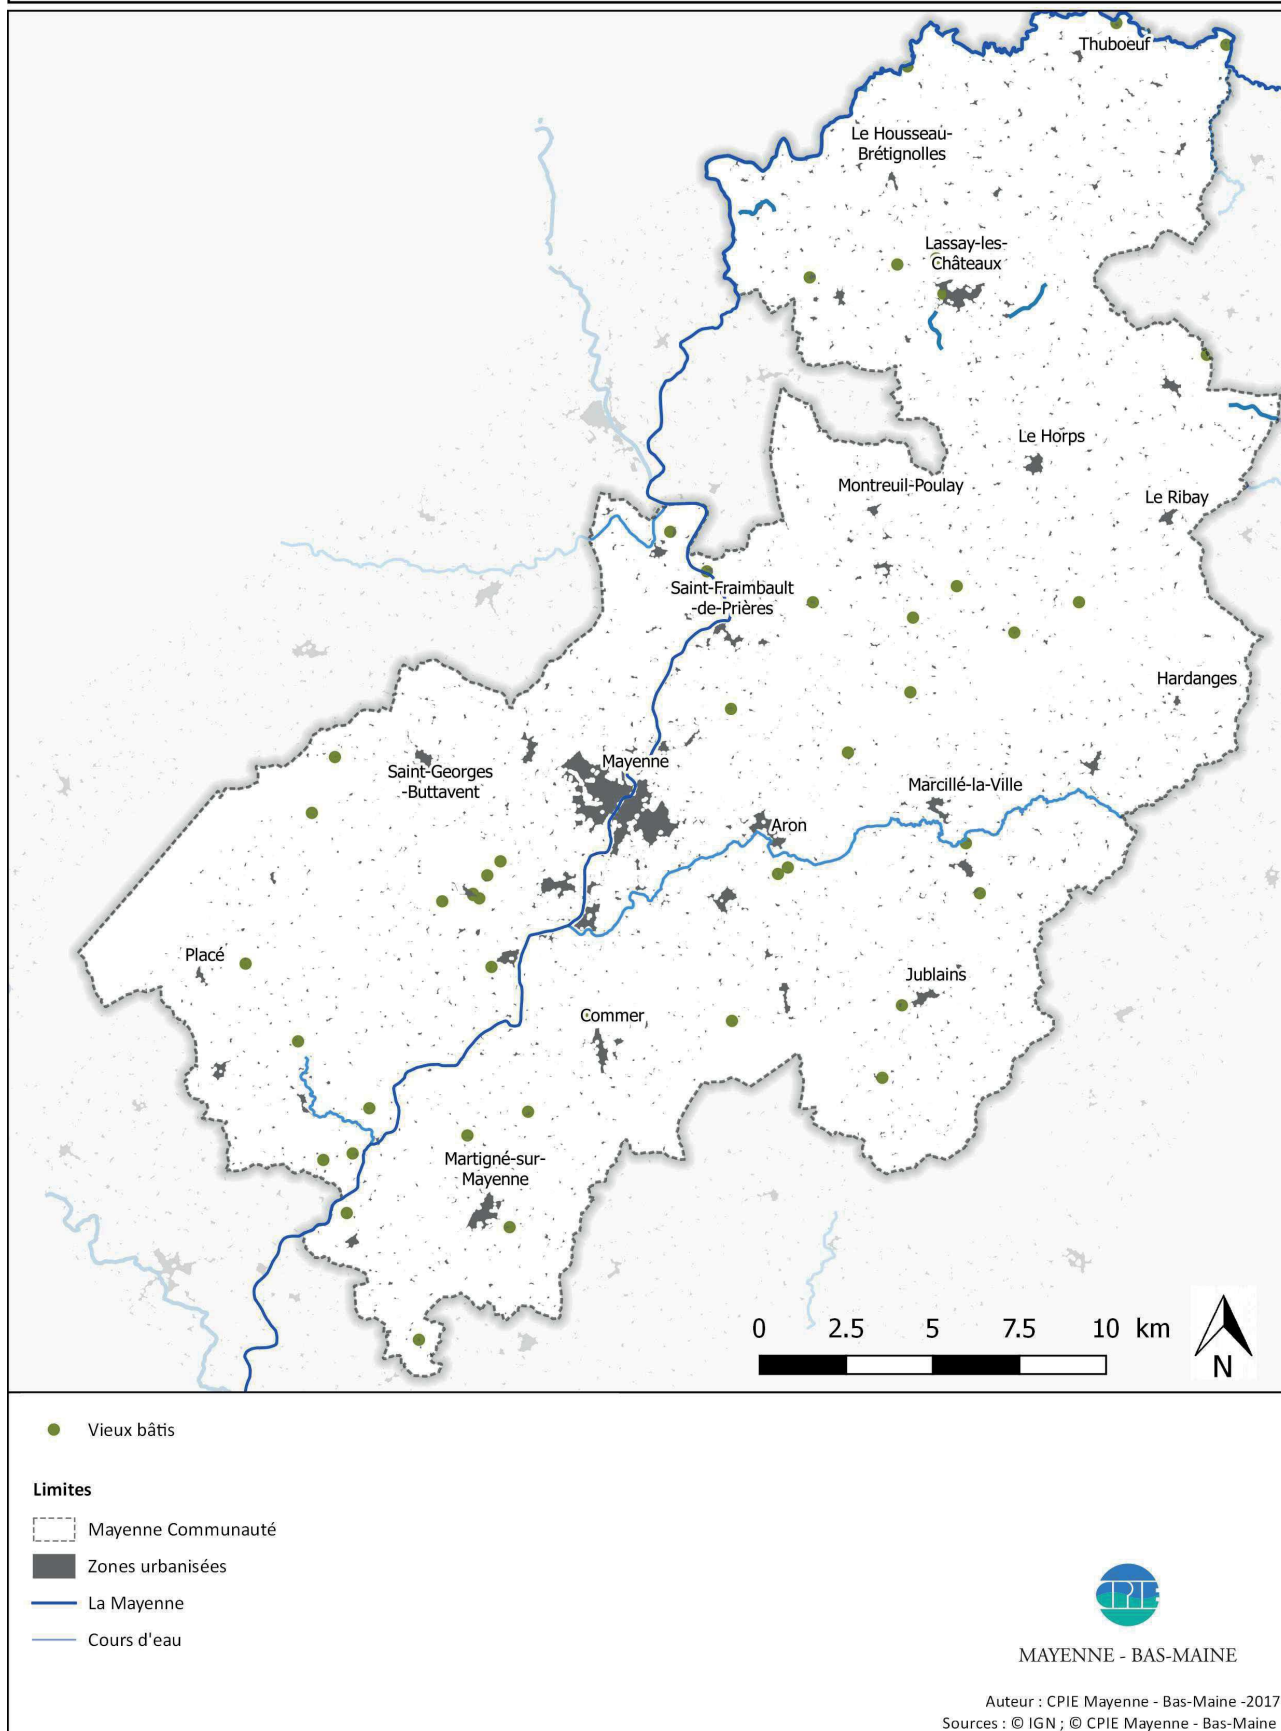 Thuboeuf
Le Housseau-
Brétignolles
Lassay-les-
Châteaux
Le Horps
Montreuil-Poulay
Le Ribay
Saint-Fraimbault
-de-Prières
Hardanges
Mayenne
Saint-Georges
-Buttavent
Marcillé-la-Ville
Aron
Placé
Jublains
Commer
Martigné-sur-
Mayenne
0 2.5 5 7.5 10 km
N
Vieux bâtis
Limites
Mayenne Communauté
Zones urbanisées
La Mayenne
Cours d'eau
CPIE
MAYENNE - BAS-MAINE
Auteur : CPIE Mayenne - Bas-Maine -2017
Sources : © IGN ; © CPIE Mayenne - Bas-Maine